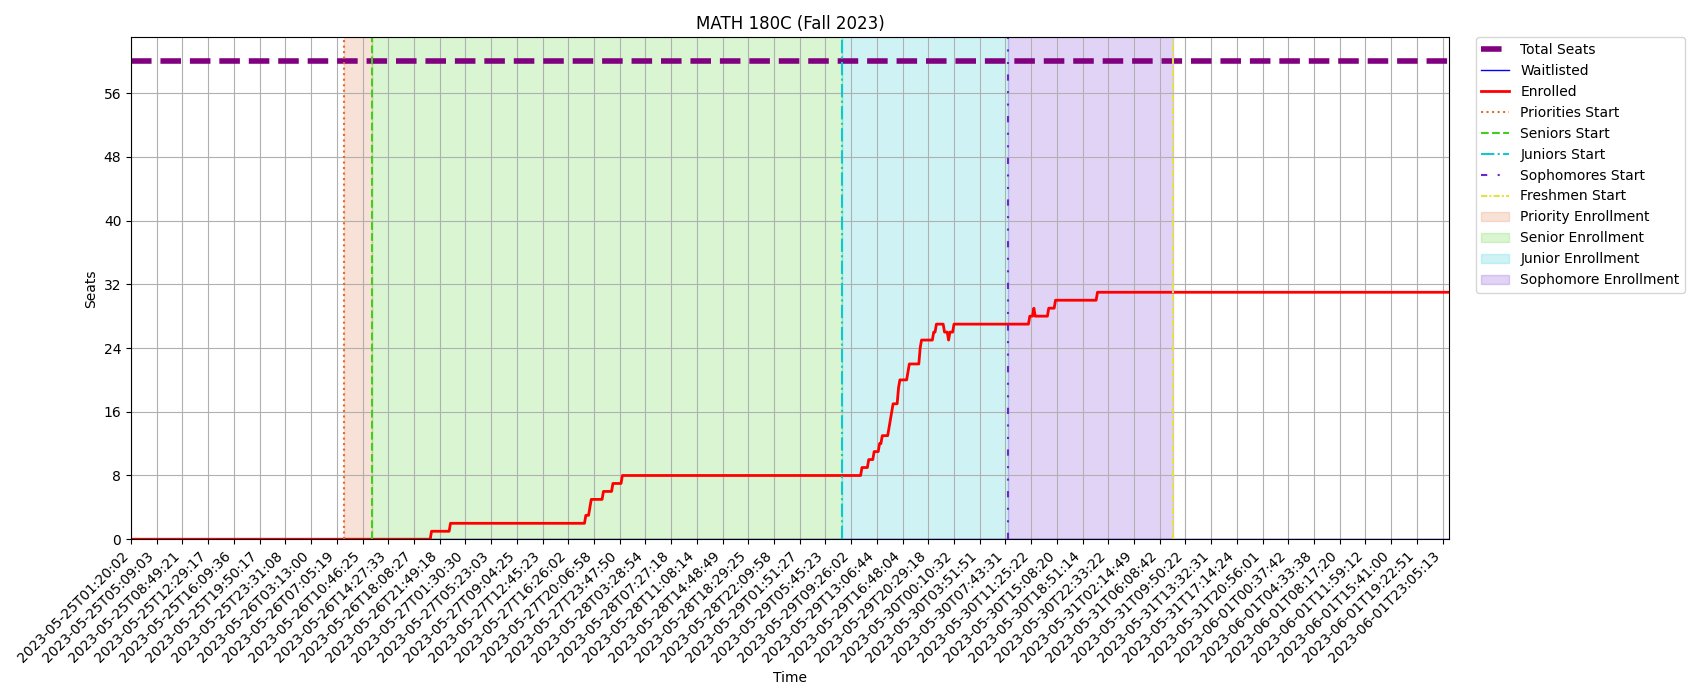 MATH 180C (Fall 2023)
Total Seats
Waitlisted
Enrolled
Priorities Start
Seniors Start
Juniors Start
Sophomores Start
Freshmen Start
Priority Enrollment
Senior Enrollment
Junior Enrollment
Sophomore Enrollment
Seats
56
48
40
32
24
16
8
0
2023-05-25T01:20:02
2023-05-25T05:09:03
2023-05-25T08:49:21
2023-05-25T12:29:17
2023-05-25T16:09:36
2023-05-25T19:50:17
2023-05-25T23:31:08
2023-05-26T03:13:00
2023-05-26T07:05:19
2023-05-26T10:46:25
2023-05-26T14:27:33
2023-05-26T18:08:27
2023-05-26T21:49:18
2023-05-27T01:30:30
2023-05-27T05:23:03
2023-05-27T09:04:25
2023-05-27T12:45:23
2023-05-27T16:26:02
2023-05-27T20:06:58
2023-05-27T23:47:50
2023-05-28T03:28:54
2023-05-28T07:27:18
2023-05-28T11:08:14
2023-05-28T14:48:49
2023-05-28T18:29:25
2023-05-28T22:09:58
2023-05-29T01:51:27
2023-05-29T05:45:23
2023-05-29T09:26:02
2023-05-29T13:06:44
2023-05-29T16:48:04
2023-05-29T20:29:18
2023-05-30T00:10:32
2023-05-30T03:51:51
2023-05-30T07:43:31
2023-05-30T11:25:22
2023-05-30T15:08:20
2023-05-30T18:51:14
2023-05-30T22:33:22
2023-05-31T02:14:49
2023-05-31T06:08:42
2023-05-31T09:50:22
2023-05-31T13:32:31
2023-05-31T17:14:24
2023-05-31T20:56:01
2023-06-01T00:37:42
2023-06-01T04:33:38
2023-06-01T08:17:20
2023-06-01T11:59:12
2023-06-01T15:41:00
2023-06-01T19:22:51
2023-06-01T23:05:13
Time